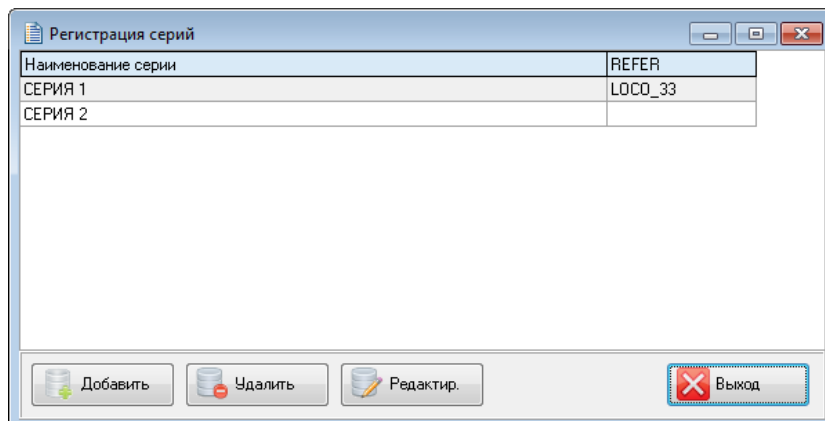 Регистрация серий
Наименование серии REFER
СЕРИЯ 1 LOCO_33
СЕРИЯ 2
Добавить Удалить Редактир. Выход